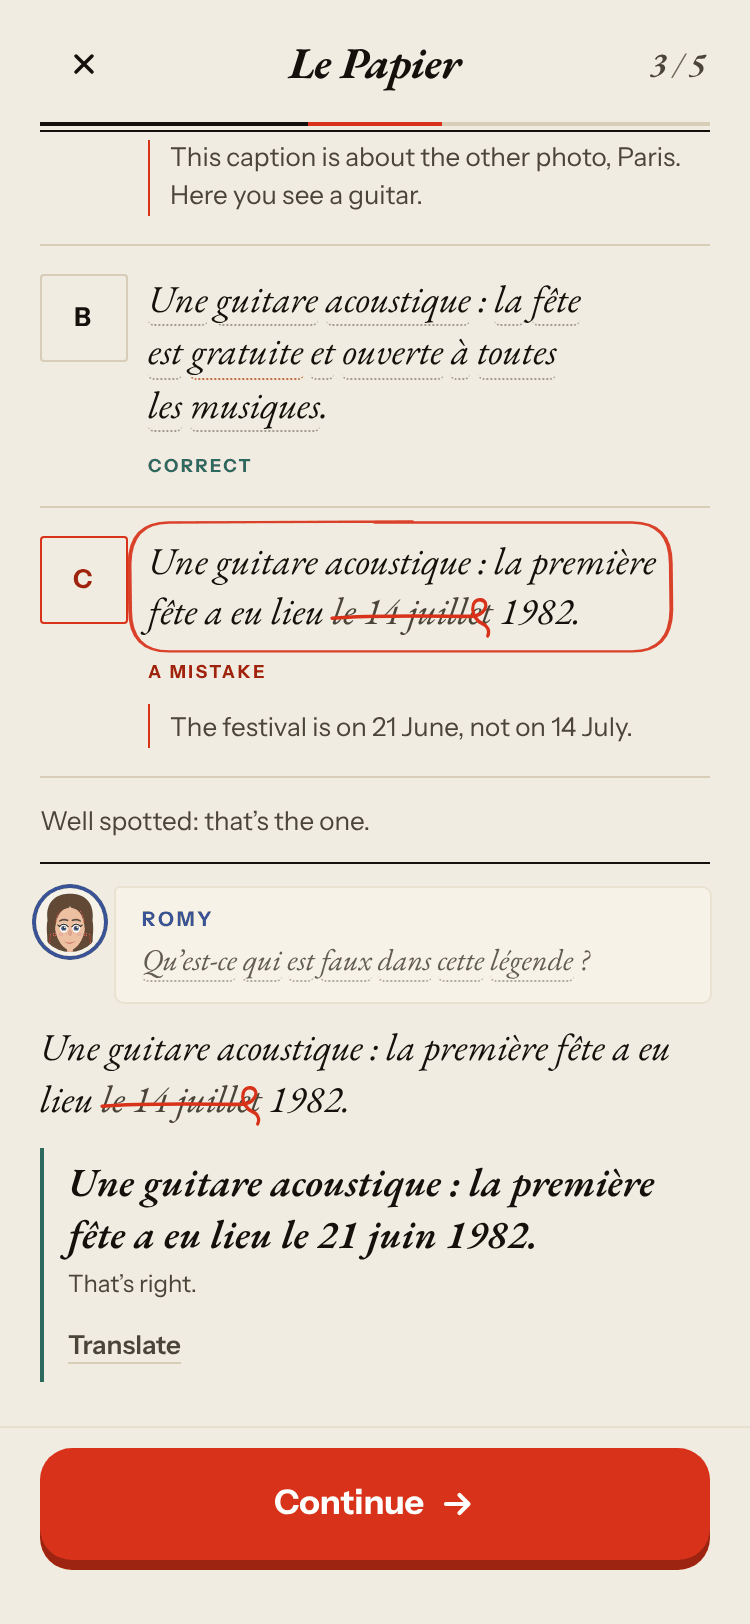 Le Papier
3 / 5
This caption is about the other photo, Paris.
Here you see a guitar.
B
Une guitare acoustique : la fête
est gratuite et ouverte à toutes
les musiques.
CORRECT
C
Une guitare acoustique : la première
fête a eu lieu le 14 juillet 1982.
A MISTAKE
The festival is on 21 June, not on 14 July.
Well spotted: that’s the one.
ROMY
Qu’est-ce qui est faux dans cette légende ?
Une guitare acoustique : la première fête a eu
lieu le 14 juillet 1982.
Une guitare acoustique : la première
fête a eu lieu le 21 juin 1982.
That’s right.
Translate
Continue →